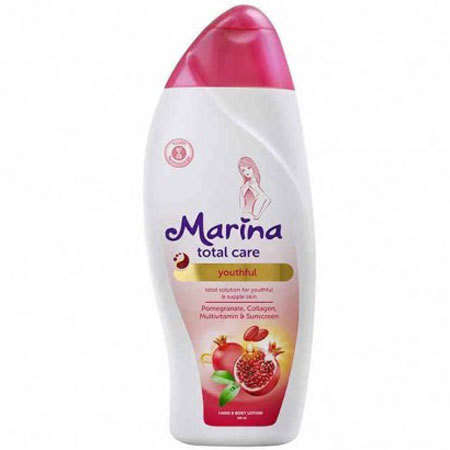 Marina
total care
youthful
total solution for youthful
& supple skin
Pomegranate, Collagen,
Multivitamin & Sunscreen
HAND & BODY LOTION